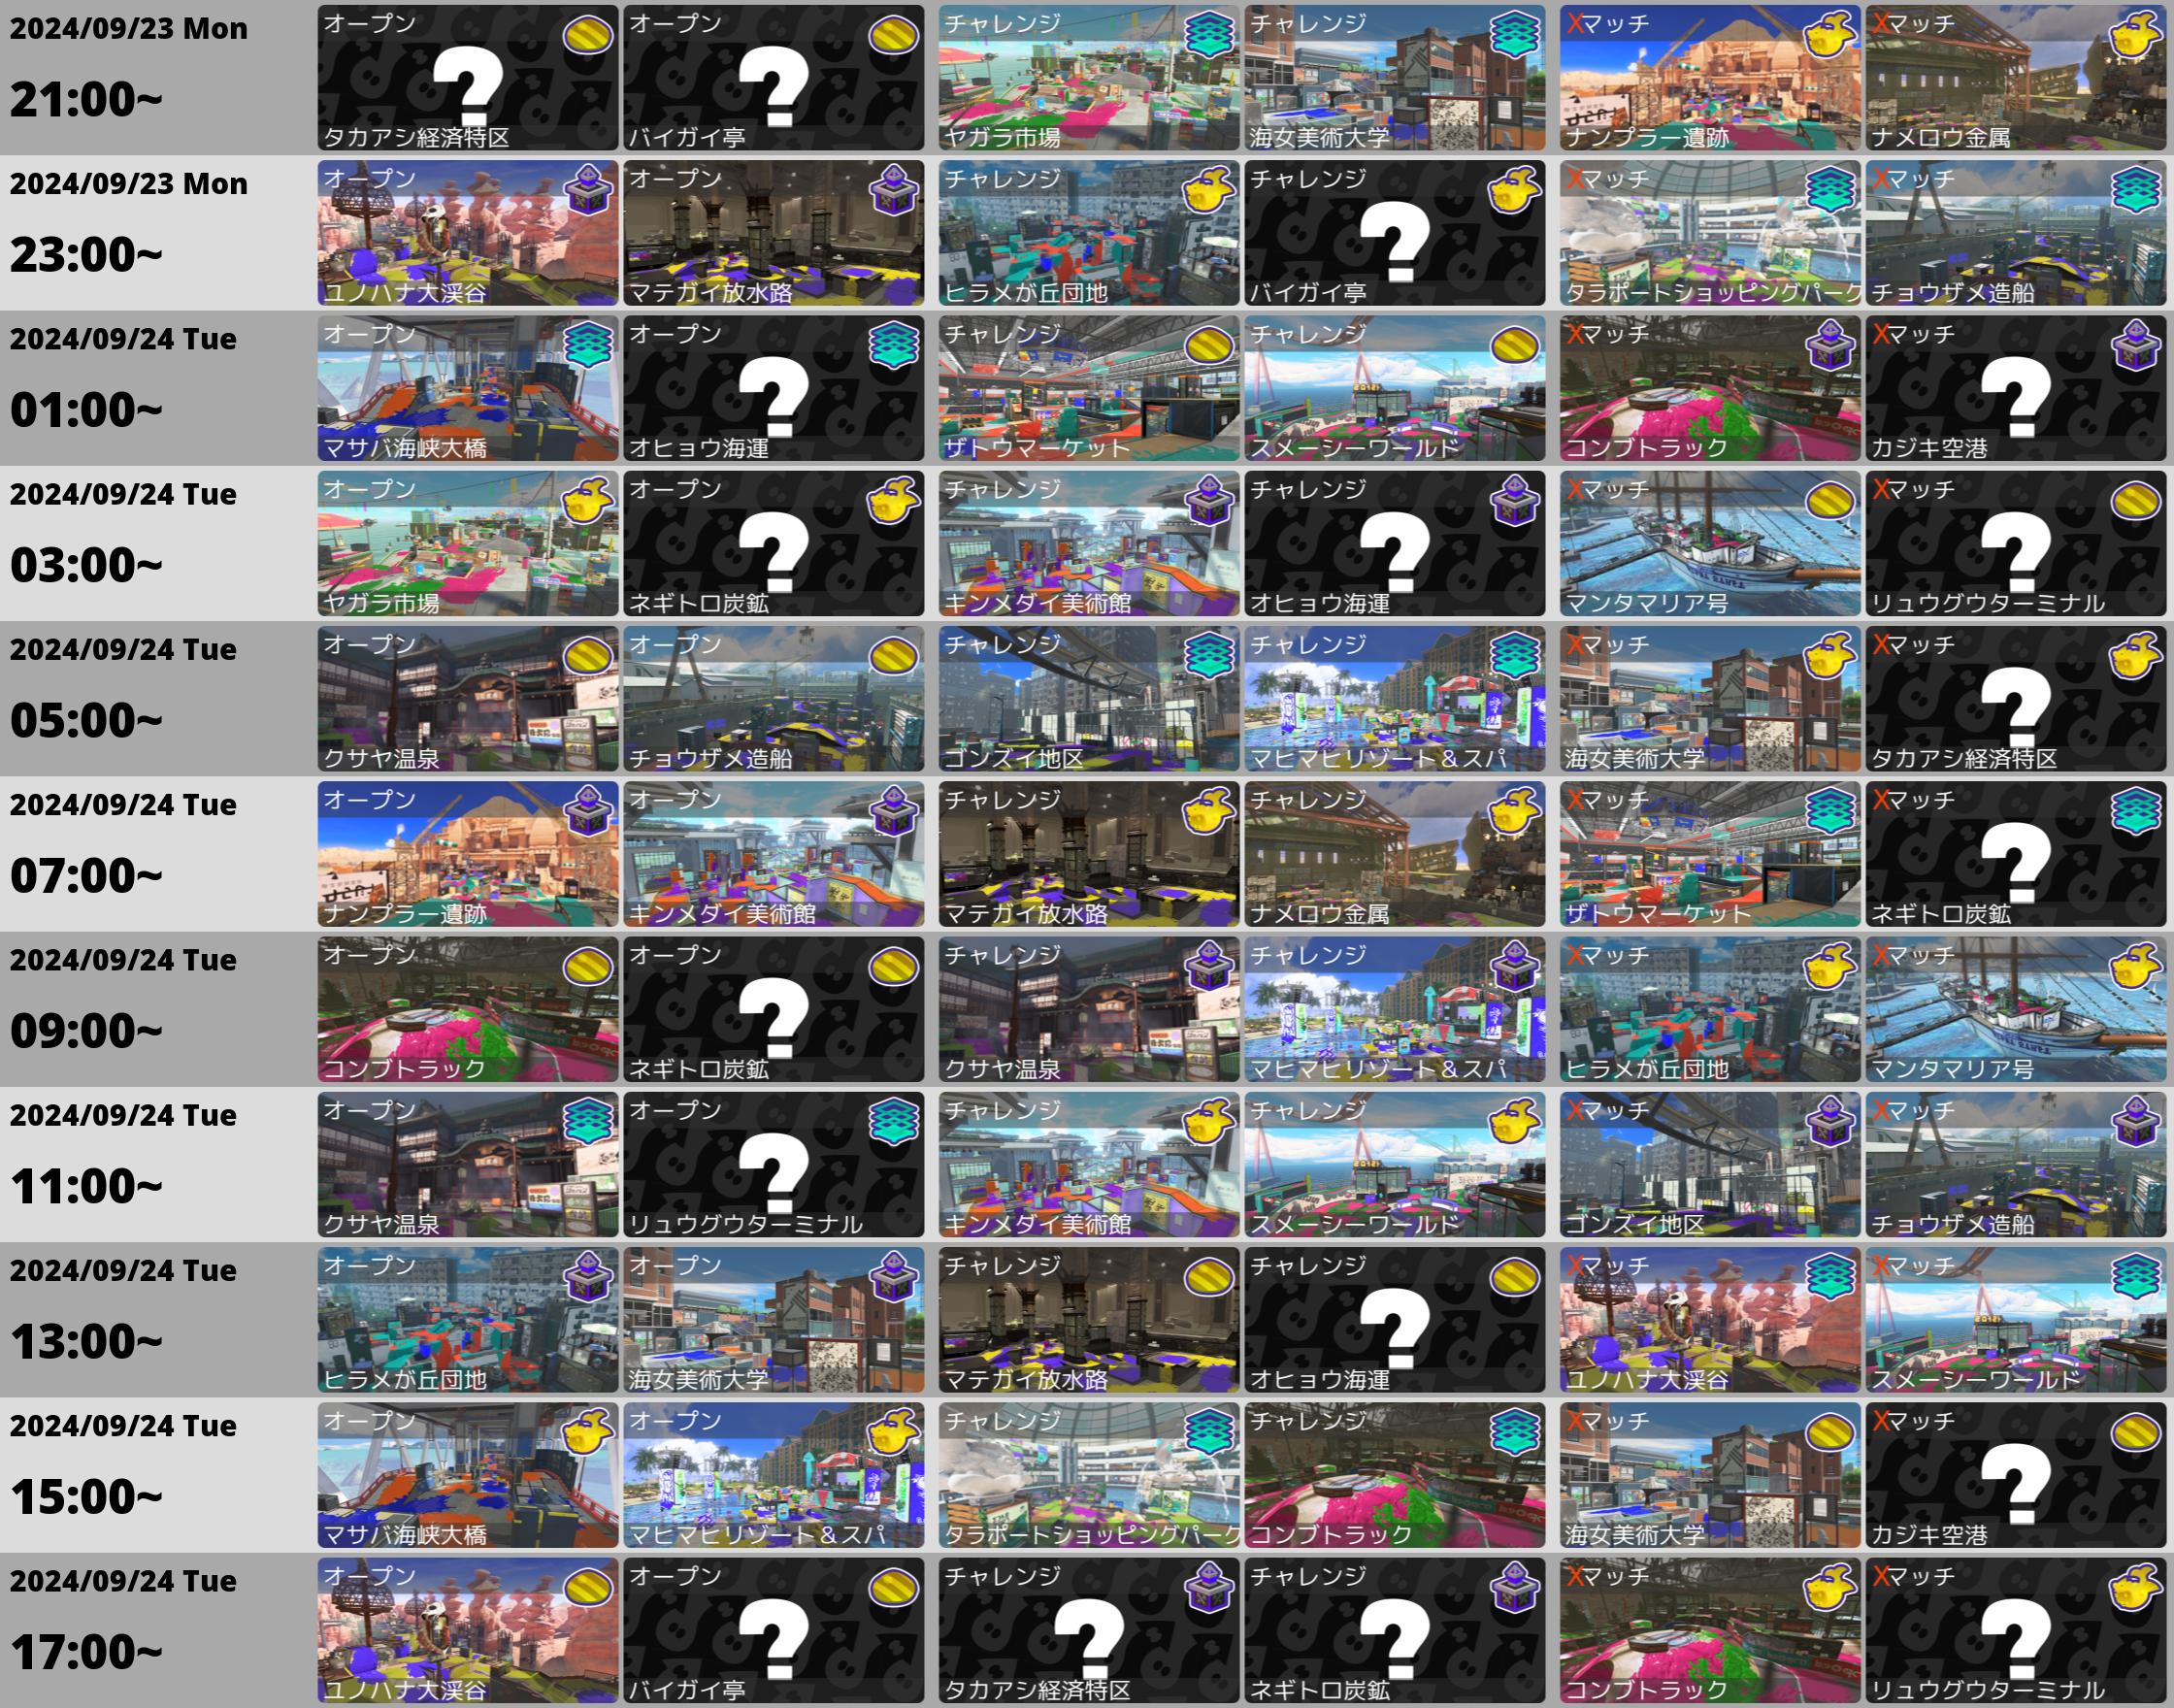 2024/09/23 Mon
21:00~
オープン
タカアシ経済特区
オープン
バイガイ亭
チャレンジ
ヤガラ市場
チャレンジ
海女美術大学
Xマッチ
ナンプラー遺跡
Xマッチ
ナメロウ金属
2024/09/23 Mon
23:00~
オープン
ユノハナ大渓谷
オープン
マテガイ放水路
チャレンジ
ヒラメが丘団地
チャレンジ
バイガイ亭
Xマッチ
タラポートショッピングパーク
Xマッチ
チョウザメ造船
2024/09/24 Tue
01:00~
オープン
マサバ海峡大橋
オープン
オヒョウ海運
チャレンジ
ザトウマーケット
チャレンジ
スメーシーワールド
Xマッチ
コンブトラック
Xマッチ
カジキ空港
2024/09/24 Tue
03:00~
オープン
ヤガラ市場
オープン
ネギトロ炭鉱
チャレンジ
キンメダイ美術館
チャレンジ
オヒョウ海運
Xマッチ
マンタマリア号
Xマッチ
リュウグウターミナル
2024/09/24 Tue
05:00~
オープン
クサヤ温泉
オープン
チョウザメ造船
チャレンジ
ゴンズイ地区
チャレンジ
マヒマヒリゾート＆スパ
Xマッチ
海女美術大学
Xマッチ
タカアシ経済特区
2024/09/24 Tue
07:00~
オープン
ナンプラー遺跡
オープン
キンメダイ美術館
チャレンジ
マテガイ放水路
チャレンジ
ナメロウ金属
Xマッチ
ザトウマーケット
Xマッチ
ネギトロ炭鉱
2024/09/24 Tue
09:00~
オープン
コンブトラック
オープン
ネギトロ炭鉱
チャレンジ
クサヤ温泉
チャレンジ
マヒマヒリゾート＆スパ
Xマッチ
ヒラメが丘団地
Xマッチ
マンタマリア号
2024/09/24 Tue
11:00~
オープン
クサヤ温泉
オープン
リュウグウターミナル
チャレンジ
キンメダイ美術館
チャレンジ
スメーシーワールド
Xマッチ
ゴンズイ地区
Xマッチ
チョウザメ造船
2024/09/24 Tue
13:00~
オープン
ヒラメが丘団地
オープン
海女美術大学
チャレンジ
マテガイ放水路
チャレンジ
オヒョウ海運
Xマッチ
ユノハナ大渓谷
Xマッチ
スメーシーワールド
2024/09/24 Tue
15:00~
オープン
マサバ海峡大橋
オープン
マヒマヒリゾート＆スパ
チャレンジ
タラポートショッピングパーク
チャレンジ
コンブトラック
Xマッチ
海女美術大学
Xマッチ
カジキ空港
2024/09/24 Tue
17:00~
オープン
ユノハナ大渓谷
オープン
バイガイ亭
チャレンジ
タカアシ経済特区
チャレンジ
ネギトロ炭鉱
Xマッチ
コンブトラック
Xマッチ
リュウグウターミナル